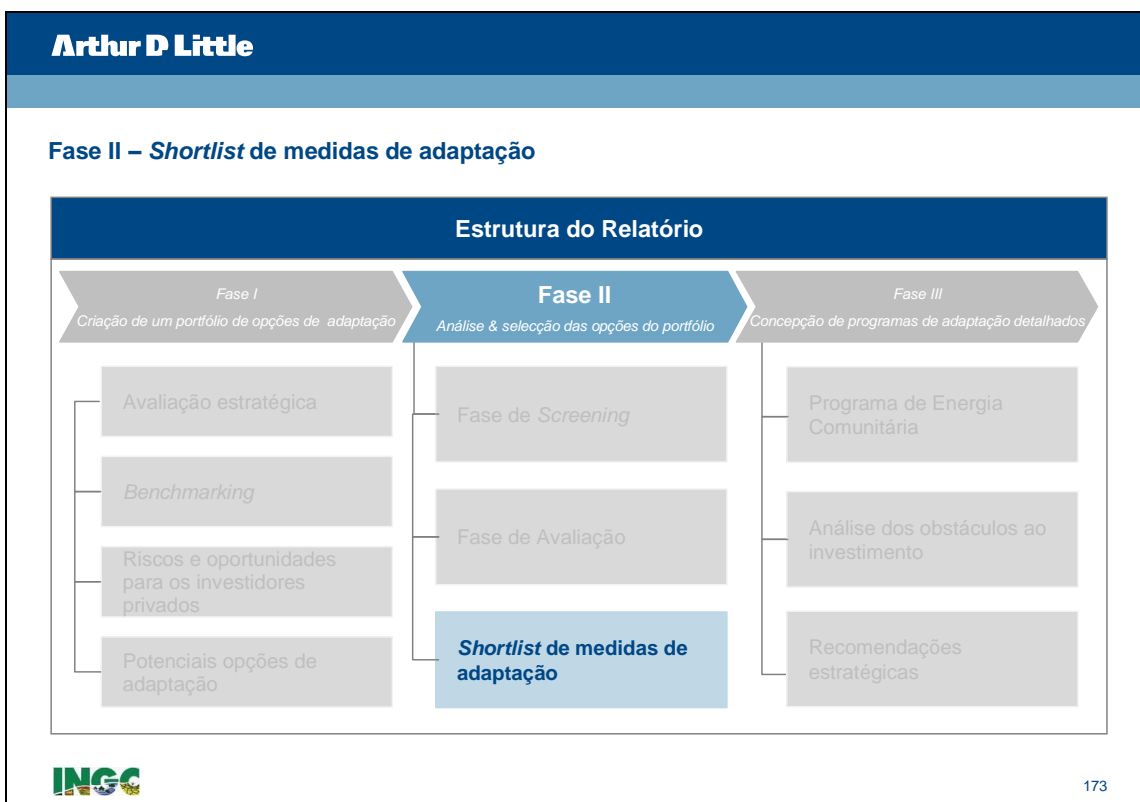 Arthur D Little
Fase II – Shortlist de medidas de adaptação
Estrutura do Relatório
Fase I
Criação de um portfólio de opções de adaptação
Fase II
Análise & selecção das opções do portfólio
Fase III
Concepção de programas de adaptação detalhados
Avaliação estratégica
Benchmarking
Riscos e oportunidades
para os investidores
privados
Potenciais opções de
adaptação
Fase de Screening
Fase de Avaliação
Shortlist de medidas de
adaptação
Programa de Energia
Comunitária
Análise dos obstáculos ao
investimento
Recomendações
estratégicas
INGC
173